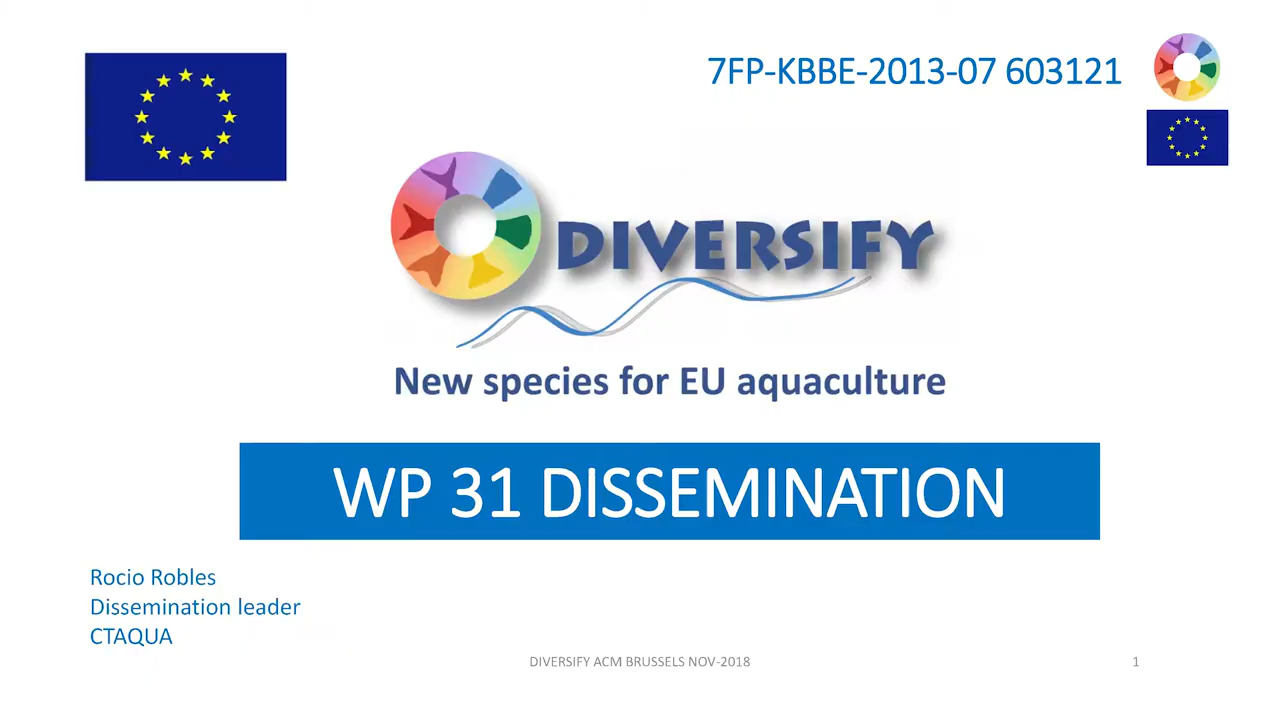 7FP-KBBE-2013-07 603121
DIVERSIFY
New species for EU aquaculture
WP 31 DISSEMINATION
Rocio Robles
Dissemination leader
CTAQUA
DIVERSIFY ACM BRUSSELS NOV-2018
1